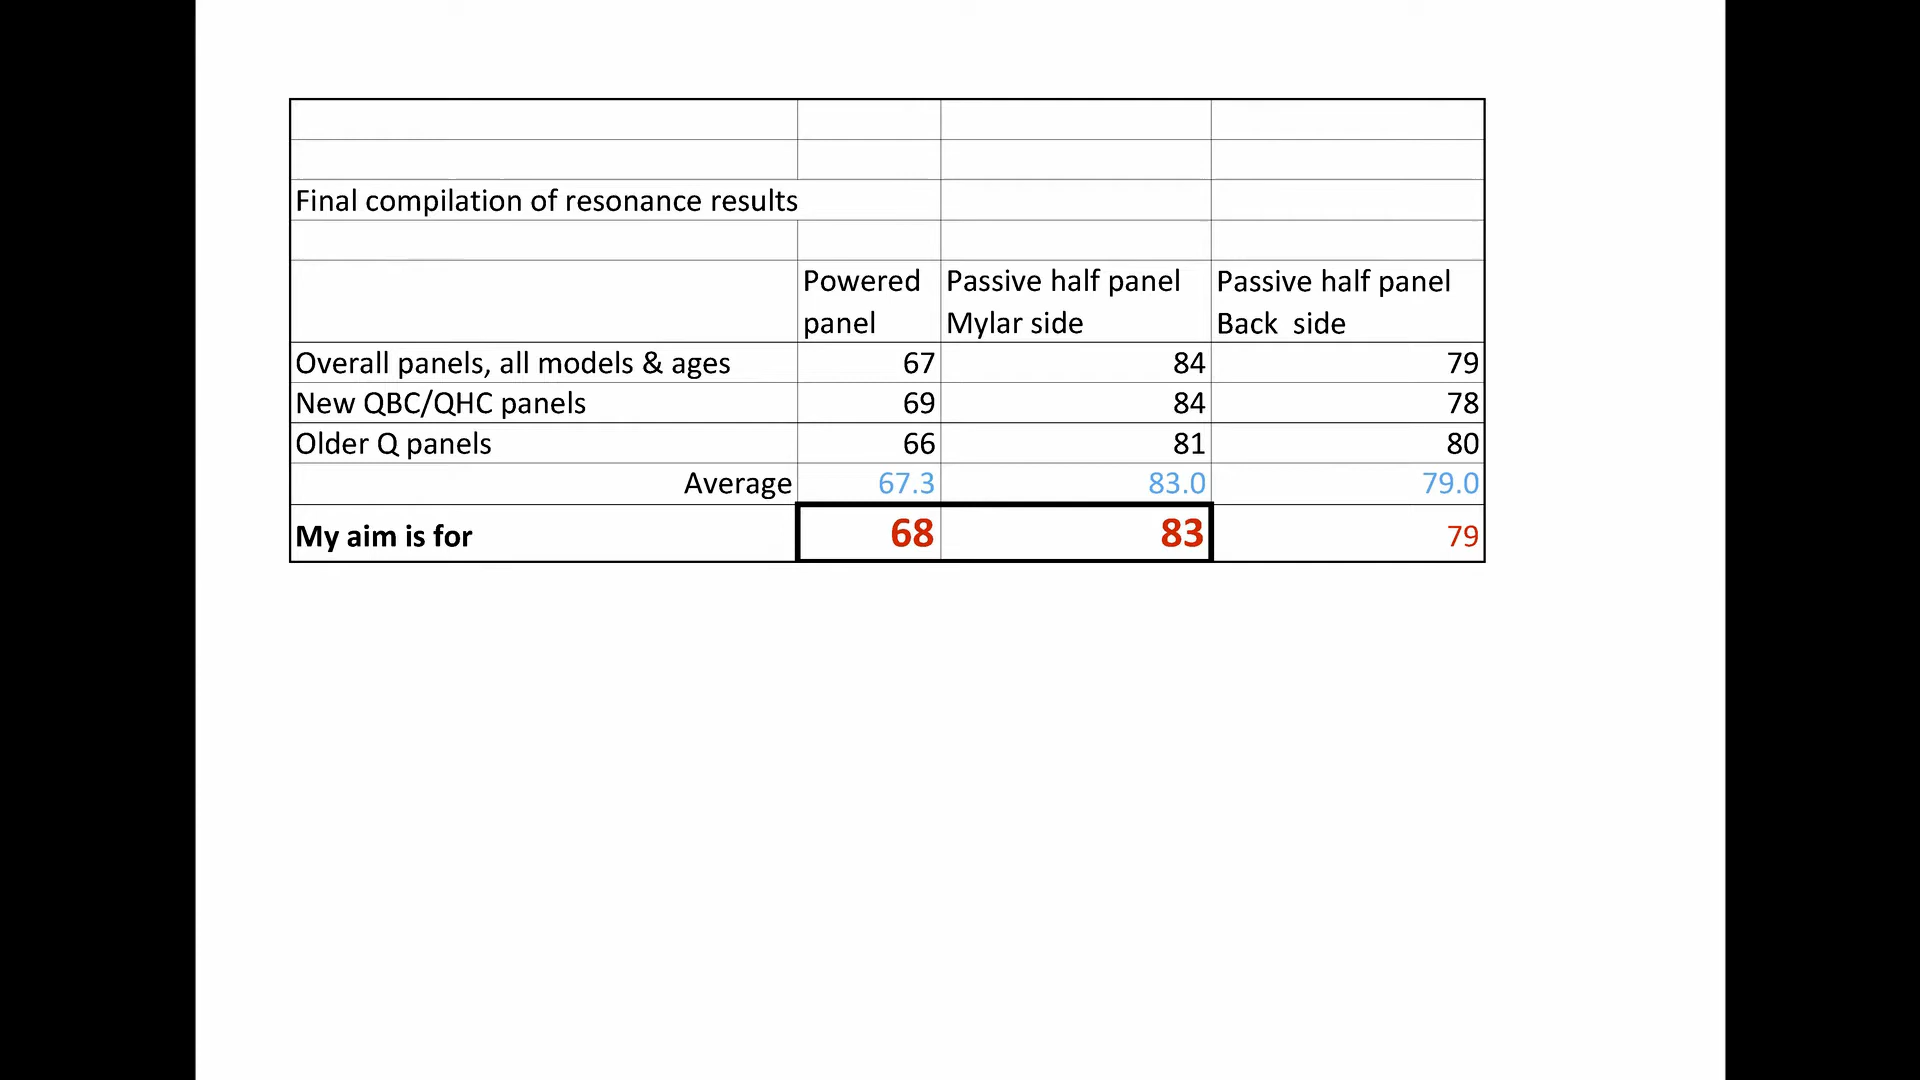 Final compilation of resonance results
Powered panel Passive half panel Mylar side Passive half panel Back side
Overall panels, all models & ages 67 84 79
New QBC/QHC panels 69 84 78
Older Q panels 66 81 80
Average 67.3 83.0 79.0
My aim is for 68 83 79